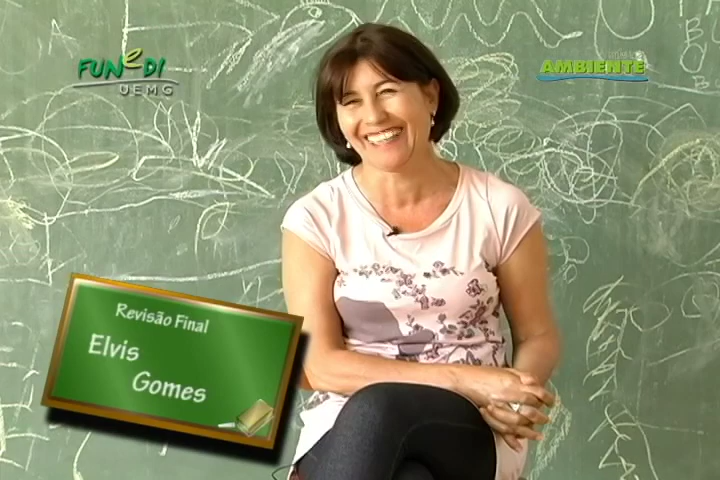 FUNeDI
UEMG
AMBIENTE
Revisão Final
Elvis
Gomes